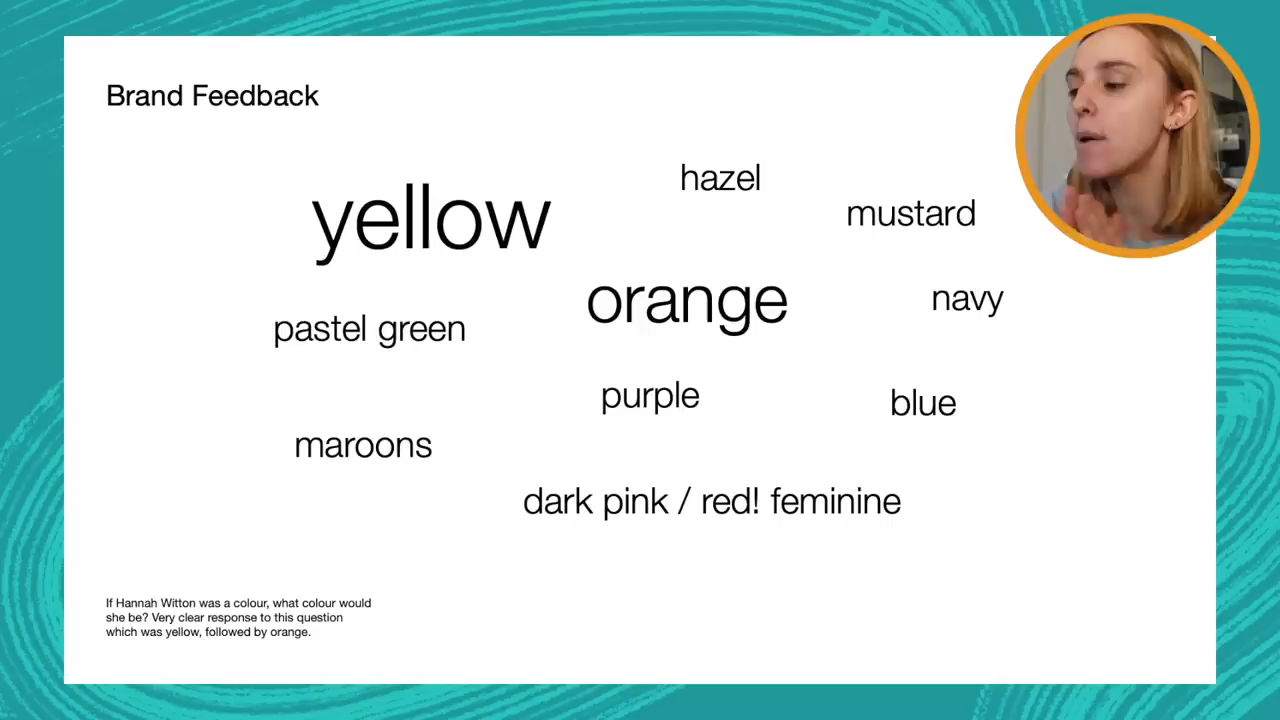 Brand Feedback
hazel
yellow
mustard
orange
navy
pastel green
purple
blue
maroons
dark pink / red! feminine
If Hannah Witton was a colour, what colour would
she be? Very clear response to this question
which was yellow, followed by orange.